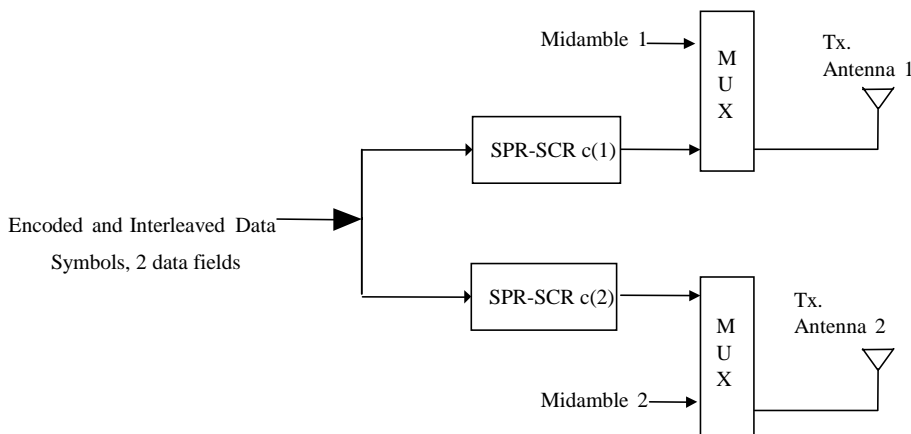 Midamble 1
M
U
X
Tx.
Antenna 1
SPR-SCR c(1)
Encoded and Interleaved Data
Symbols, 2 data fields
SPR-SCR c(2)
M
U
X
Tx.
Antenna 2
Midamble 2